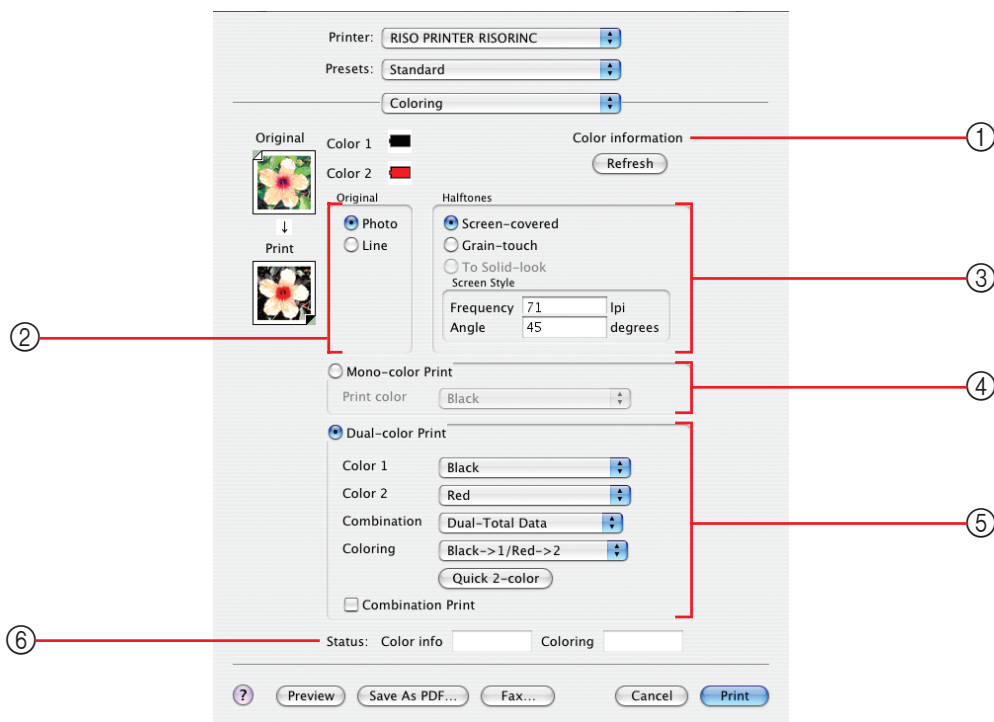 Printer: RISO PRINTER RISORINC
Presets: Standard
Coloring
Original
Color 1
Color information
①
Refresh
Color 2
Original
Halftones
Photo
Screen-covered
Line
Grain-touch
↓
Print
To Solid-look
③
Screen Style
Frequency 71 lpi
Angle 45 degrees
②
Mono-color Print
④
Print color Black
Dual-color Print
Color 1 Black
Color 2 Red
Combination Dual-Total Data
⑤
Coloring Black->1/Red->2
Quick 2-color
Combination Print
⑥
Status: Color info Coloring
? Preview Save As PDF... Fax... Cancel Print